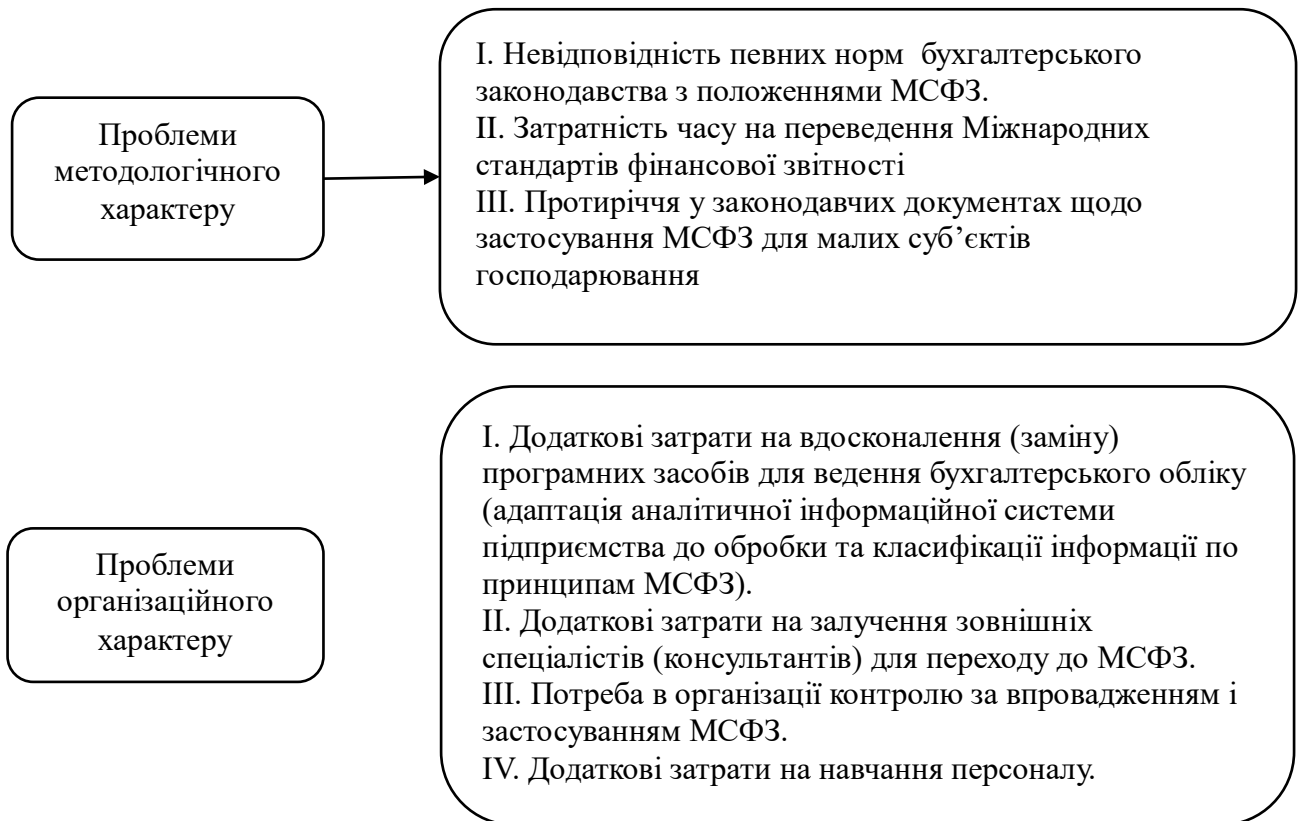 Проблеми
методологічного
характеру
І. Невідповідність певних норм бухгалтерського
законодавства з положеннями МСФЗ.
ІІ. Затратність часу на переведення Міжнародних
стандартів фінансової звітності
ІІІ. Протиріччя у законодавчих документах щодо
застосування МСФЗ для малих суб’єктів
господарювання
Проблеми
організаційного
характеру
І. Додаткові затрати на вдосконалення (заміну)
програмних засобів для ведення бухгалтерського обліку
(адаптація аналітичної інформаційної системи
підприємства до обробки та класифікації інформації по
принципам МСФЗ).
ІІ. Додаткові затрати на залучення зовнішніх
спеціалістів (консультантів) для переходу до МСФЗ.
ІІІ. Потреба в організації контролю за впровадженням і
застосуванням МСФЗ.
IV. Додаткові затрати на навчання персоналу.